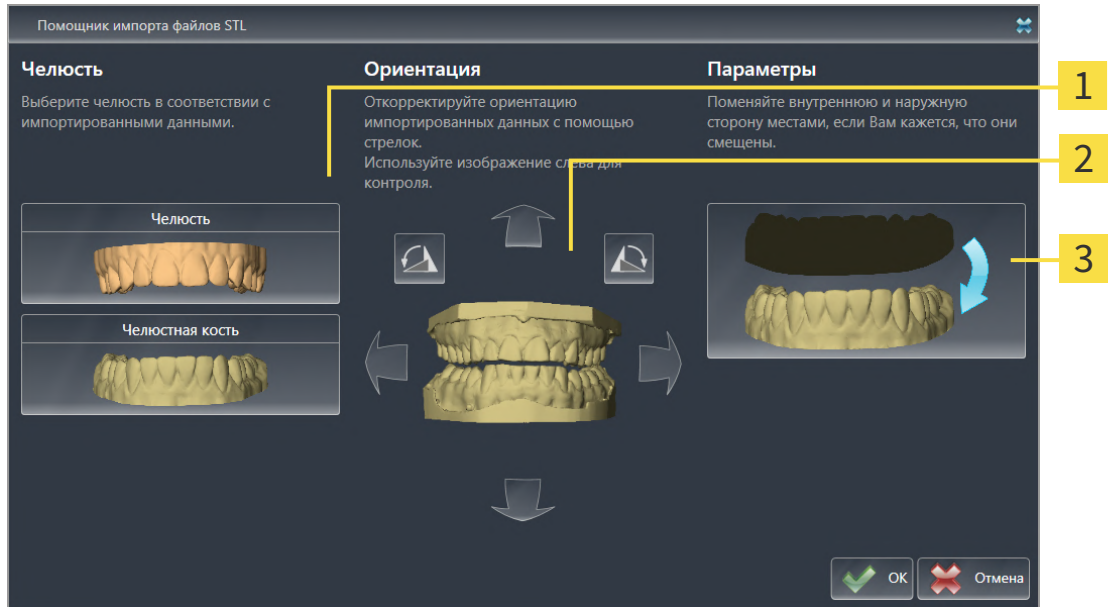 Помощник импорта файлов STL
Челюсть
Выберите челюсть в соответствии с
импортированными данными.
Ориентация
Откорректируйте ориентацию
импортированных данных с помощью
стрелок.
Используйте изображение слева для
контроля.
Параметры
Поменяйте внутреннюю и наружную
сторону местами, если Вам кажется, что они
смещены.
1
2
3
Челюсть
Челюстная кость
ОК
Отмена